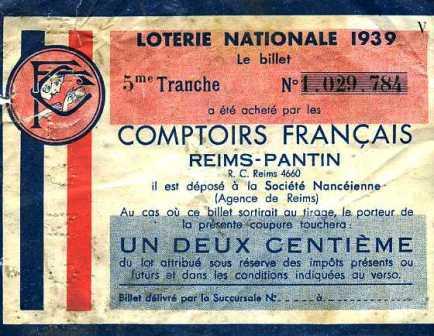 V
LOTERIE NATIONALE 1939
Le billet
5me Tranche N° 1.029.784
a été acheté par les
COMPTOIRS FRANÇAIS
REIMS-PANTIN
R. C. Reims 4660
il est déposé à la Société Nancéienne
(Agence de Reims)
Au cas où ce billet sortirait au tirage, le porteur de
la présente coupure touchera :
UN DEUX CENTIÈME
du lot attribué sous réserve des impôts présents ou
futurs et dans les conditions indiquées au verso.
Billet délivré par la Succursale N° à